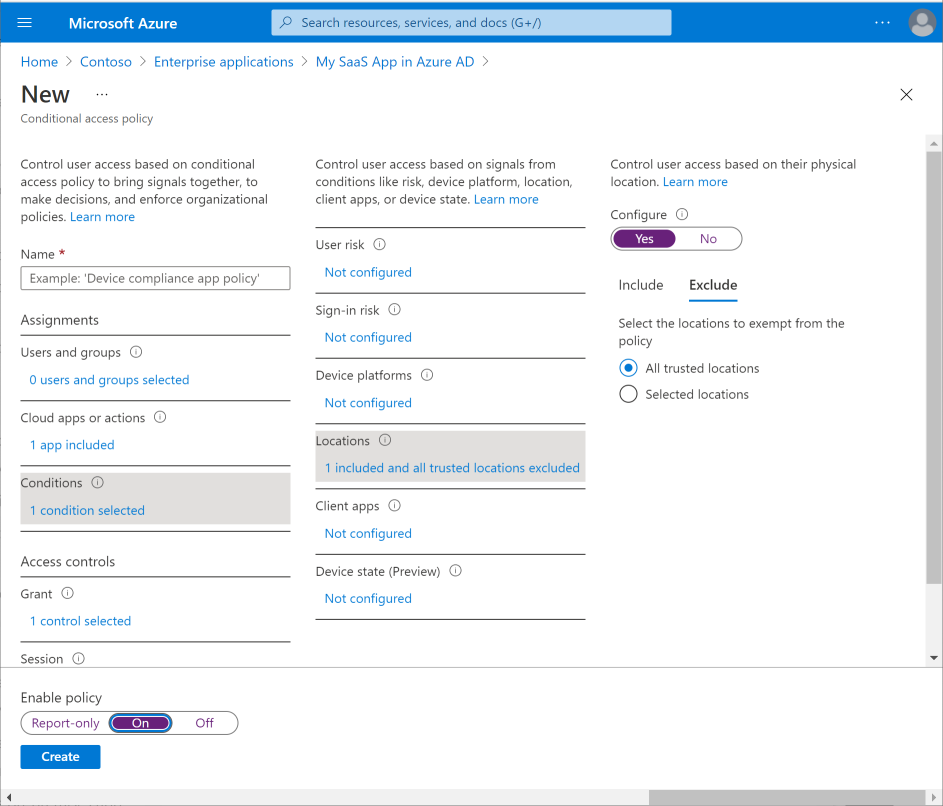 Microsoft Azure
Search resources, services, and docs (G+/)
...
Home > Contoso > Enterprise applications > My SaaS App in Azure AD >
New ...
Conditional access policy
Control user access based on conditional
access policy to bring signals together, to
make decisions, and enforce organizational
policies. Learn more
Name *
Example: 'Device compliance app policy'
Assignments
Users and groups
0 users and groups selected
Cloud apps or actions
1 app included
Conditions
1 condition selected
Access controls
Grant
1 control selected
Session
Control user access based on signals from
conditions like risk, device platform, location,
client apps, or device state. Learn more
User risk
Not configured
Sign-in risk
Not configured
Device platforms
Not configured
Locations
1 included and all trusted locations excluded
Client apps
Not configured
Device state (Preview)
Not configured
Control user access based on their physical
location. Learn more
Configure
Yes No
Include Exclude
Select the locations to exempt from the
policy
All trusted locations
Selected locations
Enable policy
Report-only On Off
Create